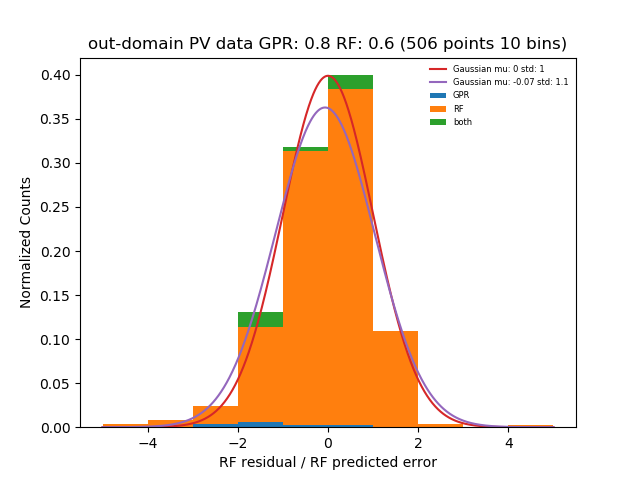 out-domain PV data GPR: 0.8 RF: 0.6 (506 points 10 bins)
Gaussian mu: 0 std: 1
Gaussian mu: -0.07 std: 1.1
GPR
RF
both
Normalized Counts
0.40
0.35
0.30
0.25
0.20
0.15
0.10
0.05
0.00
−4 −2 0 2 4
RF residual / RF predicted error